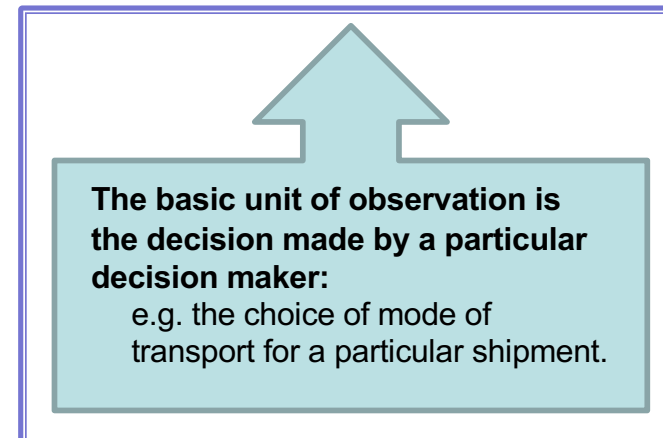 The basic unit of observation is
the decision made by a particular
decision maker:
e.g. the choice of mode of
transport for a particular shipment.